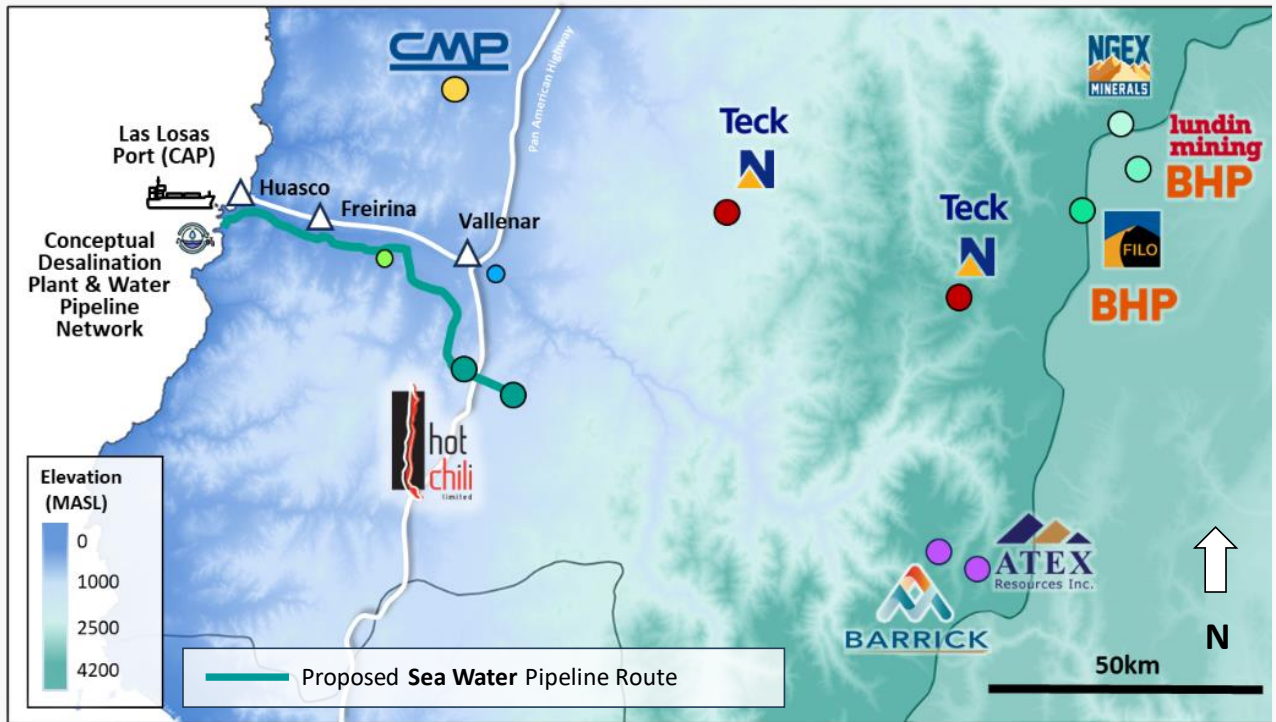 CMP
Pan American Highway
NGEX
MINERALS
Las Losas
Port (CAP)
Teck
lundin
mining
BHP
Huasco
Freirina
Vallenar
Teck
Conceptual
Desalination
Plant & Water
Pipeline
Network
FILO
BHP
hot
chili
limited
Elevation
(MASL)
0
1000
2500
4200
ATEX
Resources Inc.
BARRICK
N
50km
Proposed Sea Water Pipeline Route